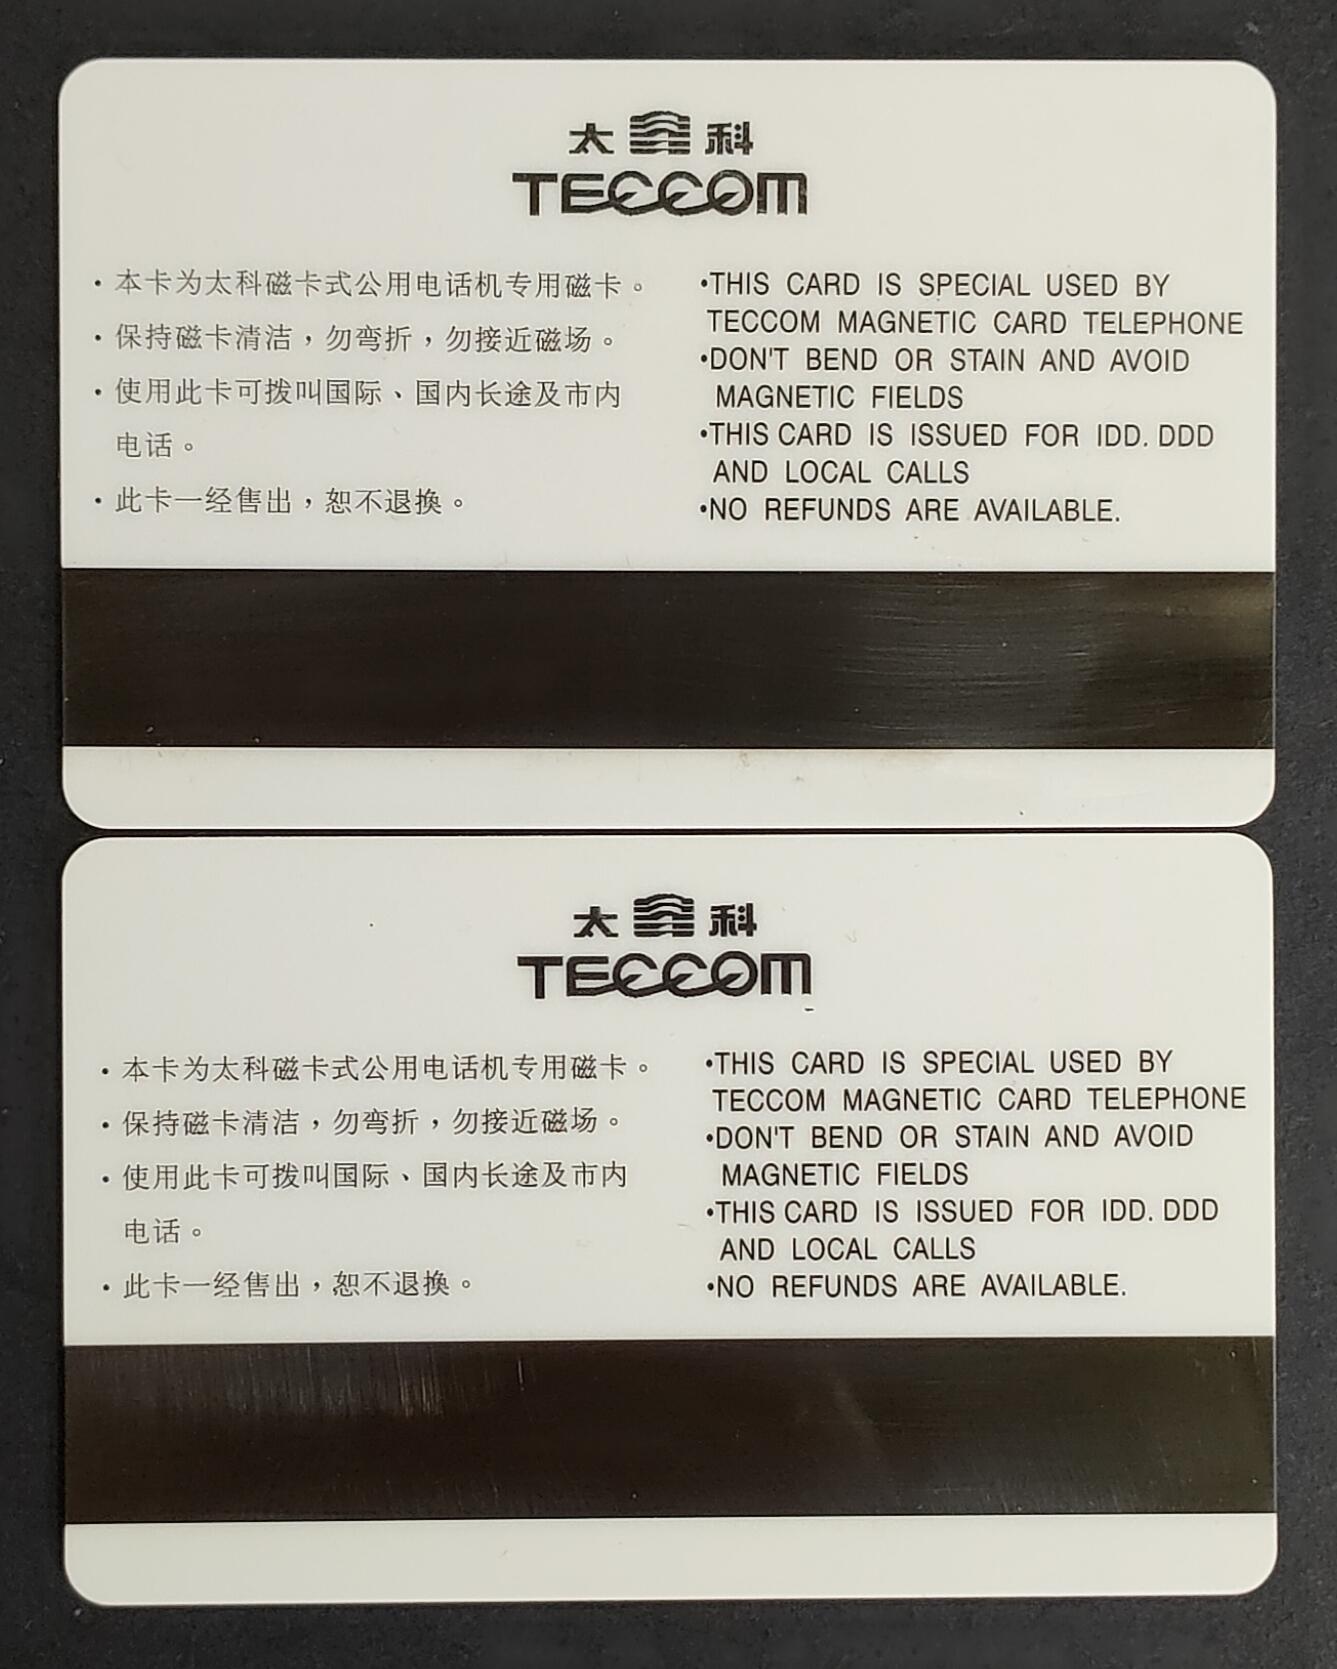 太科
TECCOM
·本卡为太科磁卡式公用电话机专用磁卡。
·保持磁卡清洁，勿弯折，勿接近磁场。
·使用此卡可拨叫国际、国内长途及市内
电话。
·此卡一经售出，恕不退换。
·THIS CARD IS SPECIAL USED BY
TECCOM MAGNETIC CARD TELEPHONE
·DON'T BEND OR STAIN AND AVOID
MAGNETIC FIELDS
·THIS CARD IS ISSUED FOR IDD. DDD
AND LOCAL CALLS
·NO REFUNDS ARE AVAILABLE.
太科
TECCOM
·本卡为太科磁卡式公用电话机专用磁卡。
·保持磁卡清洁，勿弯折，勿接近磁场。
·使用此卡可拨叫国际、国内长途及市内
电话。
·此卡一经售出，恕不退换。
·THIS CARD IS SPECIAL USED BY
TECCOM MAGNETIC CARD TELEPHONE
·DON'T BEND OR STAIN AND AVOID
MAGNETIC FIELDS
·THIS CARD IS ISSUED FOR IDD. DDD
AND LOCAL CALLS
·NO REFUNDS ARE AVAILABLE.